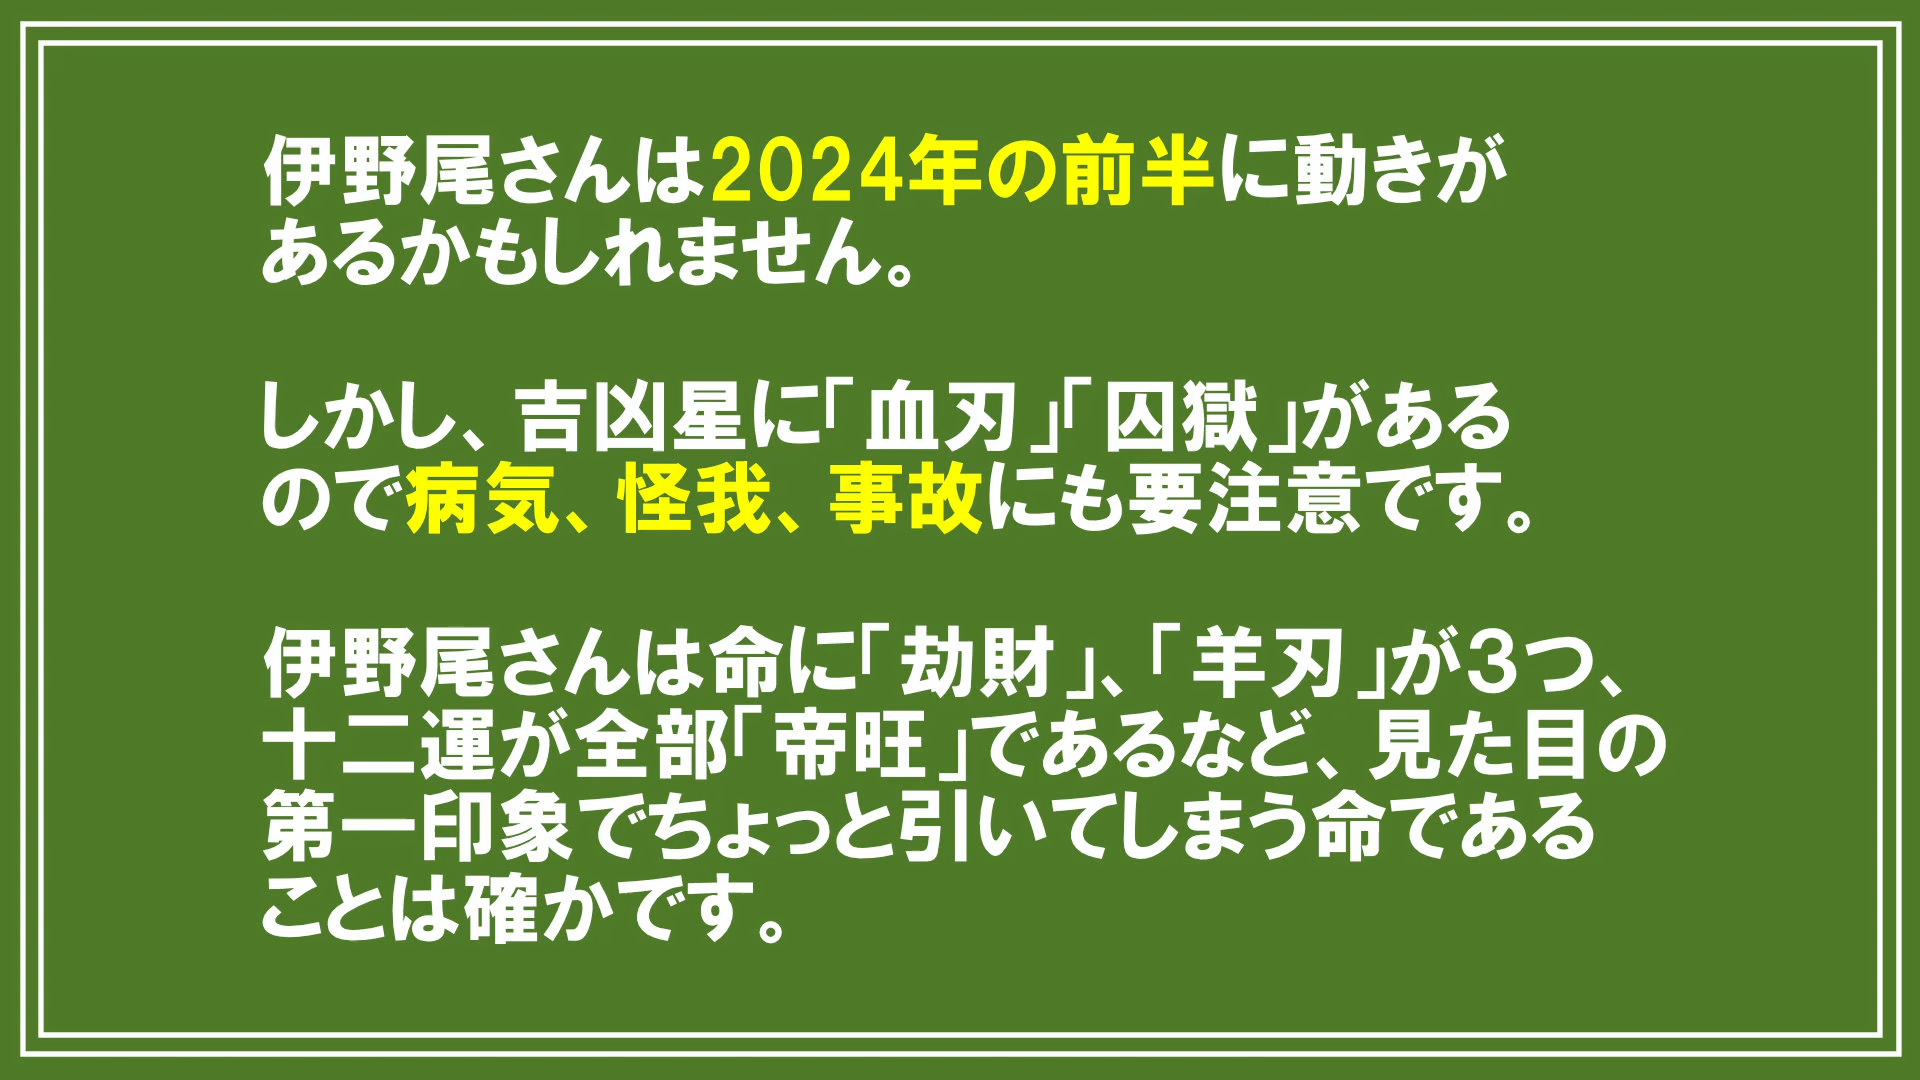 伊野尾さんは2024年の前半に動きが
あるかもしれません。
しかし、吉凶星に「血刃」「囚獄」がある
ので病気、怪我、事故にも要注意です。
伊野尾さんは命に「劫財」、「羊刃」が３つ、
十二運が全部「帝旺」であるなど、見た目の
第一印象でちょっと引いてしまう命である
ことは確かです。